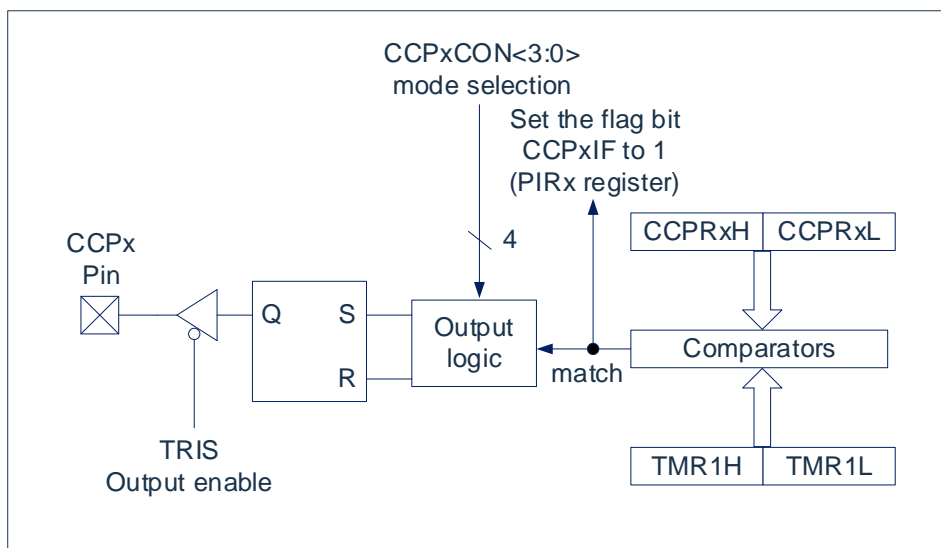 CCPxCON<3:0>
mode selection
Set the flag bit
CCPxIF to 1
(PIRx register)
4
CCPRxH CCPRxL
CCPx
Pin
Q S
R
Output
logic
match
Comparators
TRIS
Output enable
TMR1H TMR1L